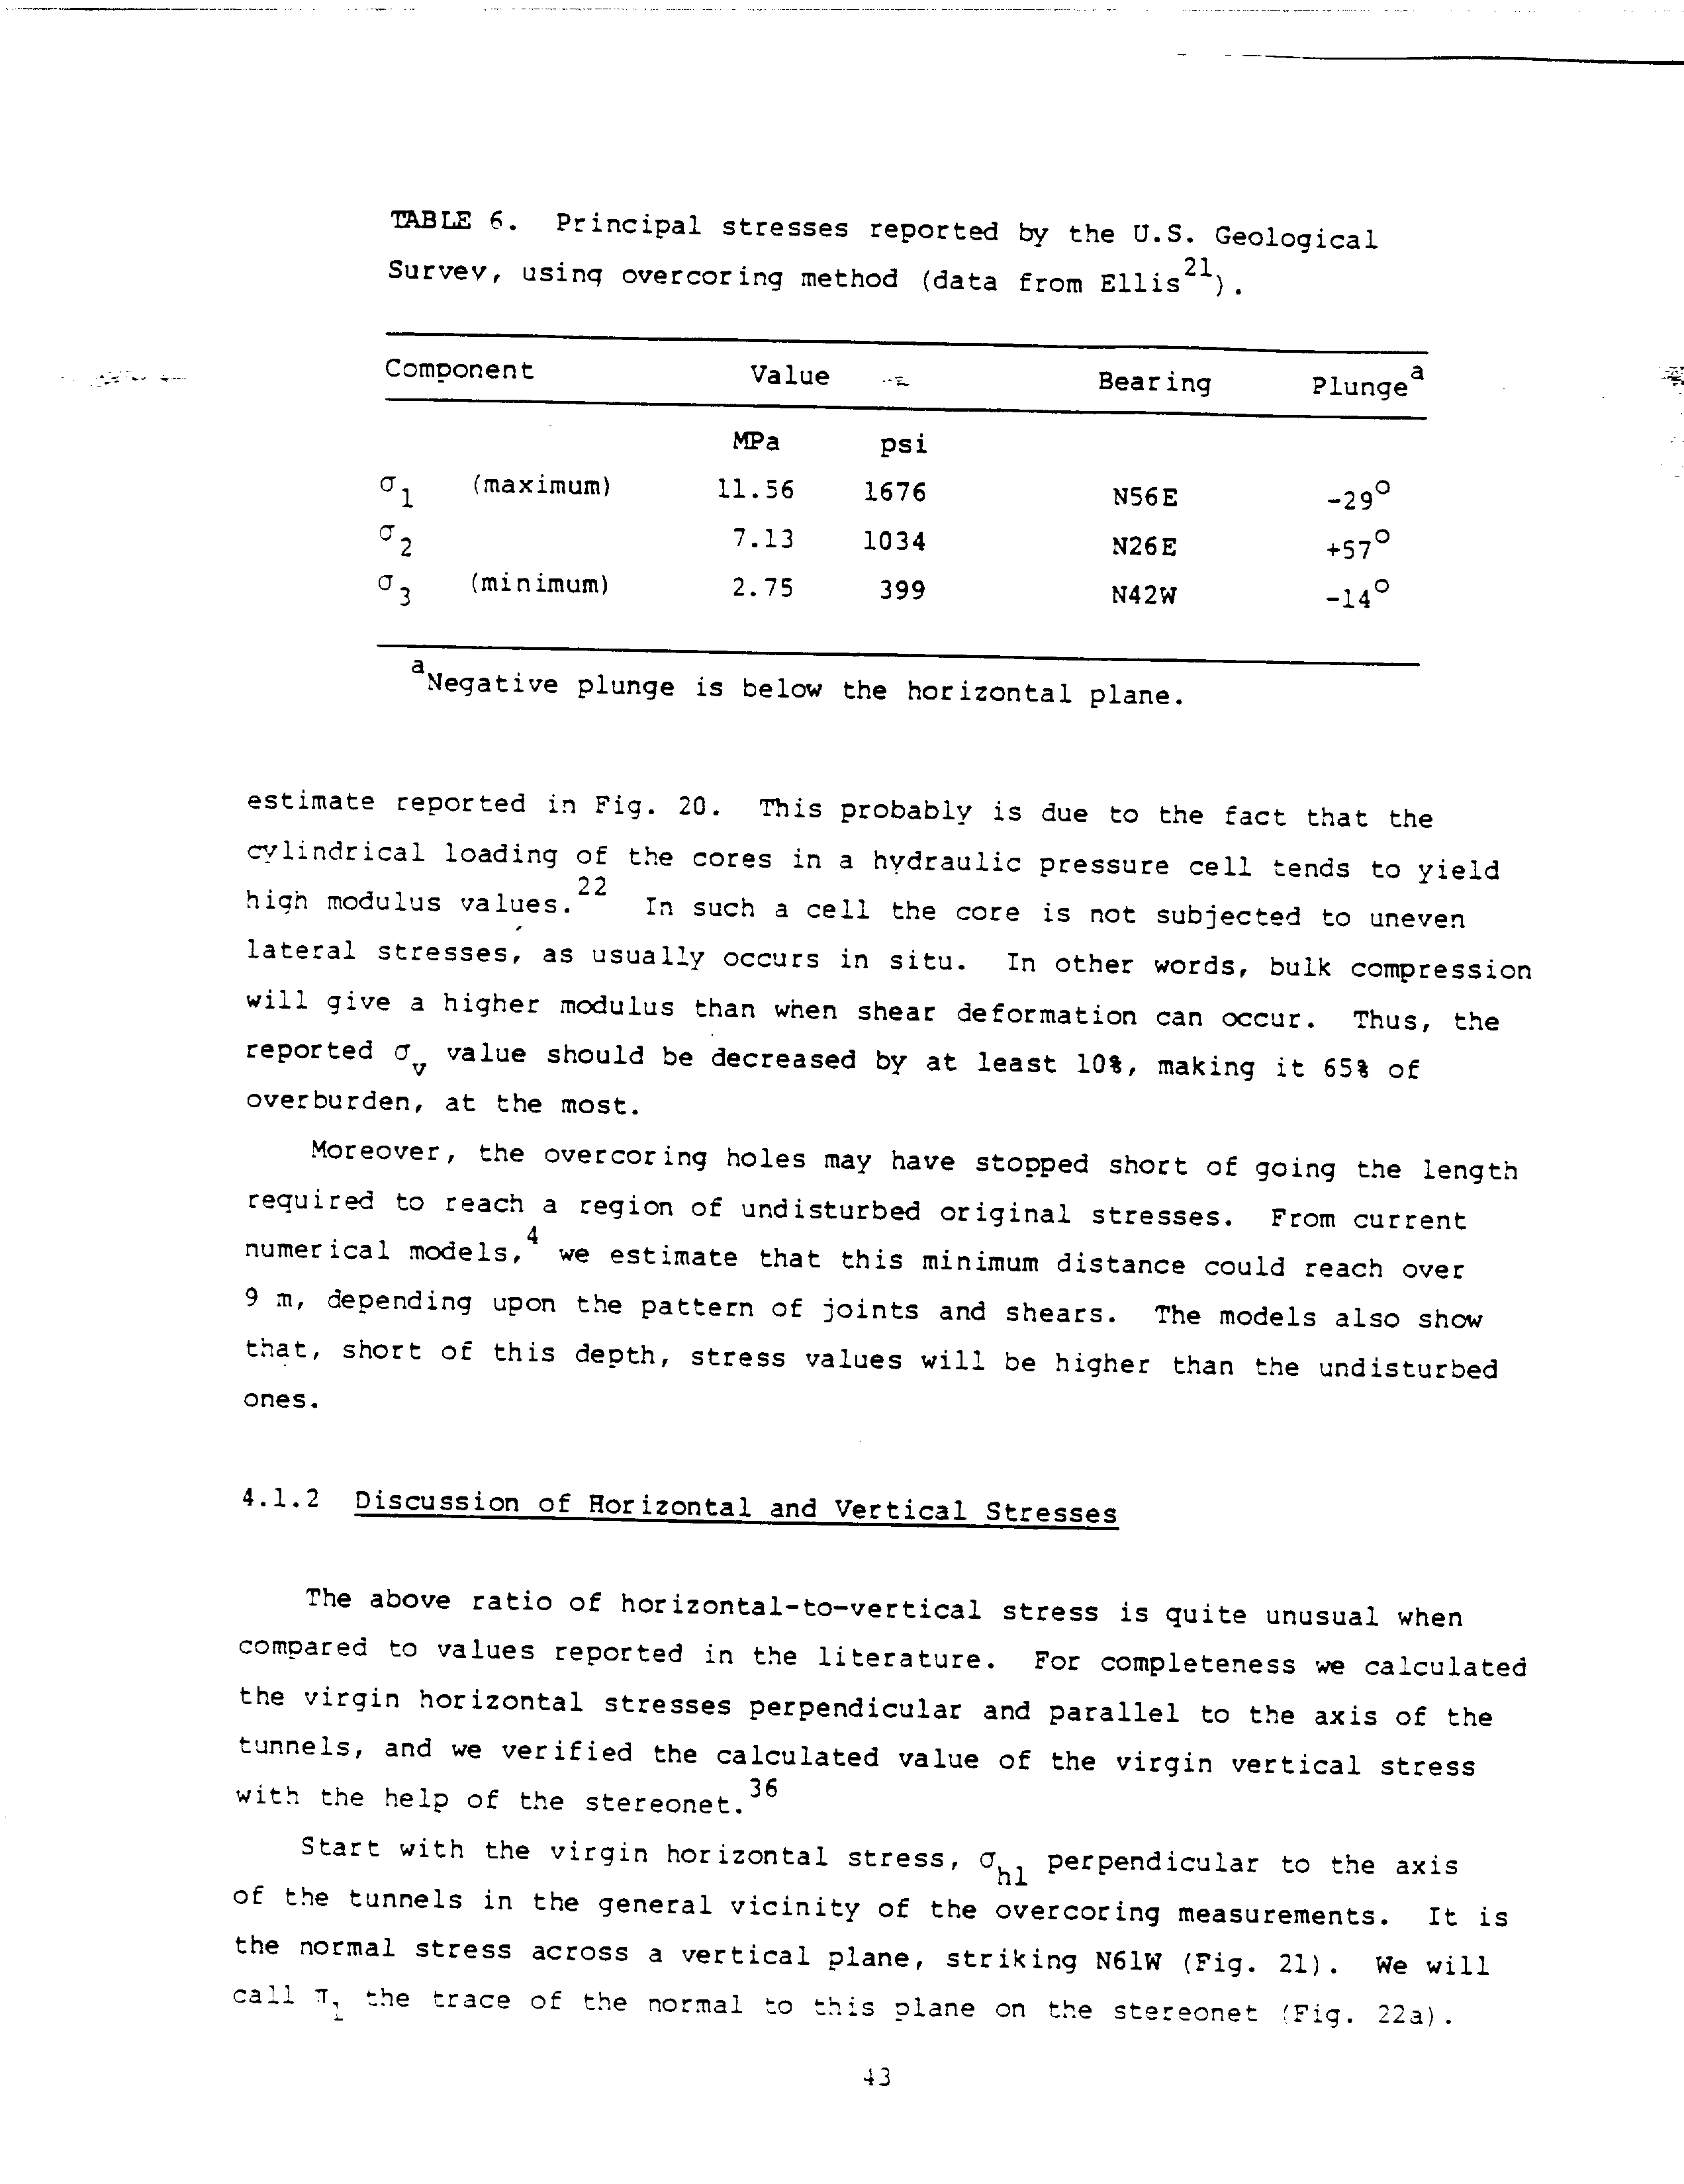 TABLE 6. Principal stresses reported by the U.S. Geological
Survey, using overcoring method (data from Ellis21).
Component Value Bearing Plungea
MPa psi
σ1 (maximum) 11.56 1676 N56E -29°
σ2 7.13 1034 N26E +57°
σ3 (minimum) 2.75 399 N42W -14°
aNegative plunge is below the horizontal plane.
estimate reported in Fig. 20. This probably is due to the fact that the
cylindrical loading of the cores in a hydraulic pressure cell tends to yield
high modulus values.22 In such a cell the core is not subjected to uneven
lateral stresses, as usually occurs in situ. In other words, bulk compression
will give a higher modulus than when shear deformation can occur. Thus, the
reported σv value should be decreased by at least 10%, making it 65% of
overburden, at the most.
Moreover, the overcoring holes may have stopped short of going the length
required to reach a region of undisturbed original stresses. From current
numerical models,4 we estimate that this minimum distance could reach over
9 m, depending upon the pattern of joints and shears. The models also show
that, short of this depth, stress values will be higher than the undisturbed
ones.
4.1.2 Discussion of Horizontal and Vertical Stresses
The above ratio of horizontal-to-vertical stress is quite unusual when
compared to values reported in the literature. For completeness we calculated
the virgin horizontal stresses perpendicular and parallel to the axis of the
tunnels, and we verified the calculated value of the virgin vertical stress
with the help of the stereonet.36
Start with the virgin horizontal stress, σh1 perpendicular to the axis
of the tunnels in the general vicinity of the overcoring measurements. It is
the normal stress across a vertical plane, striking N61W (Fig. 21). We will
call π1 the trace of the normal to this plane on the stereonet (Fig. 22a).
43